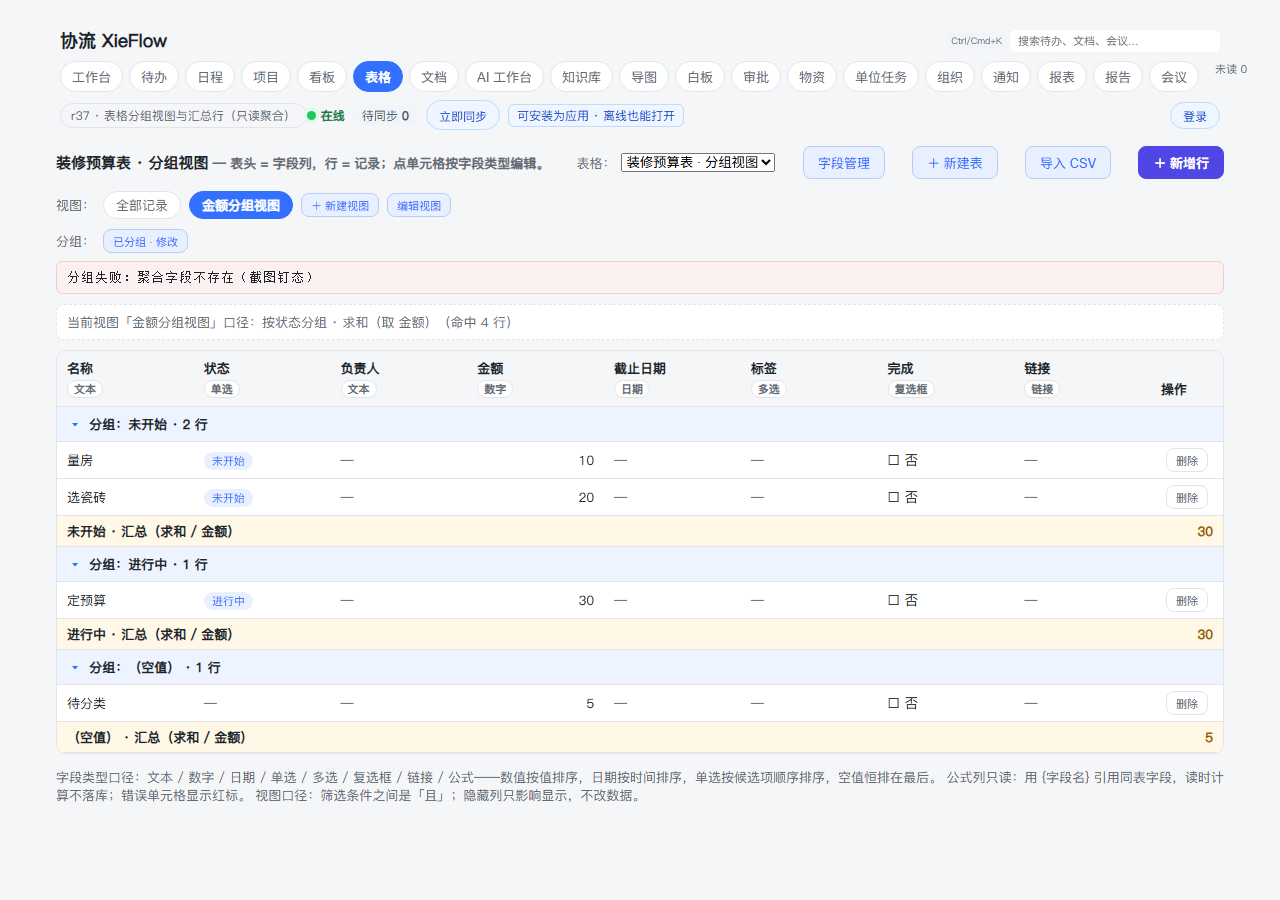 协流 XieFlow
Ctrl/Cmd+K 搜索待办、文档、会议...
工作台 待办 日程 项目 看板 表格 文档 AI 工作台 知识库 导图 白板 审批 物资 单位任务 组织 通知 报表 报告 会议 未读 0
r37 · 表格分组视图与汇总行（只读聚合） 在线 待同步 0 立即同步 可安装为应用 · 离线也能打开 登录
装修预算表 · 分组视图 — 表头 = 字段列，行 = 记录；点单元格按字段类型编辑。 表格： 装修预算表 · 分组视图 字段管理 ＋ 新建表 导入 CSV ＋ 新增行
视图： 全部记录 金额分组视图 ＋ 新建视图 编辑视图
分组： 已分组 · 修改
分组失败：聚合字段不存在（截图钉态）
当前视图「金额分组视图」口径：按状态分组 · 求和（取 金额）（命中 4 行）
名称 状态 负责人 金额 截止日期 标签 完成 链接
文本 单选 文本 数字 日期 多选 复选框 链接 操作
分组：未开始 · 2 行
量房 未开始 — 10 — — ☐ 否 — 删除
选瓷砖 未开始 — 20 — — ☐ 否 — 删除
未开始 · 汇总（求和 / 金额） 30
分组：进行中 · 1 行
定预算 进行中 — 30 — — ☐ 否 — 删除
进行中 · 汇总（求和 / 金额） 30
分组：（空值） · 1 行
待分类 — — 5 — — ☐ 否 — 删除
（空值） · 汇总（求和 / 金额） 5
字段类型口径：文本 / 数字 / 日期 / 单选 / 多选 / 复选框 / 链接 / 公式——数值按值排序，日期按时间排序，单选按候选项顺序排序，空值恒排在最后。 公式列只读：用 {字段名} 引用同表字段，读时计
算不落库；错误单元格显示红标。 视图口径：筛选条件之间是「且」；隐藏列只影响显示，不改数据。